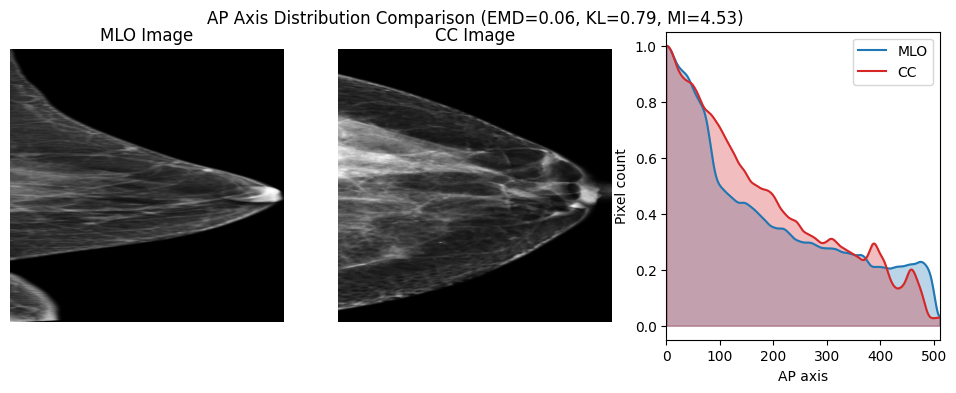 AP Axis Distribution Comparison (EMD=0.06, KL=0.79, MI=4.53)
MLO Image
CC Image
MLO
CC
1.0
0.8
0.6
0.4
0.2
0.0
Pixel count
0 100 200 300 400 500
AP axis